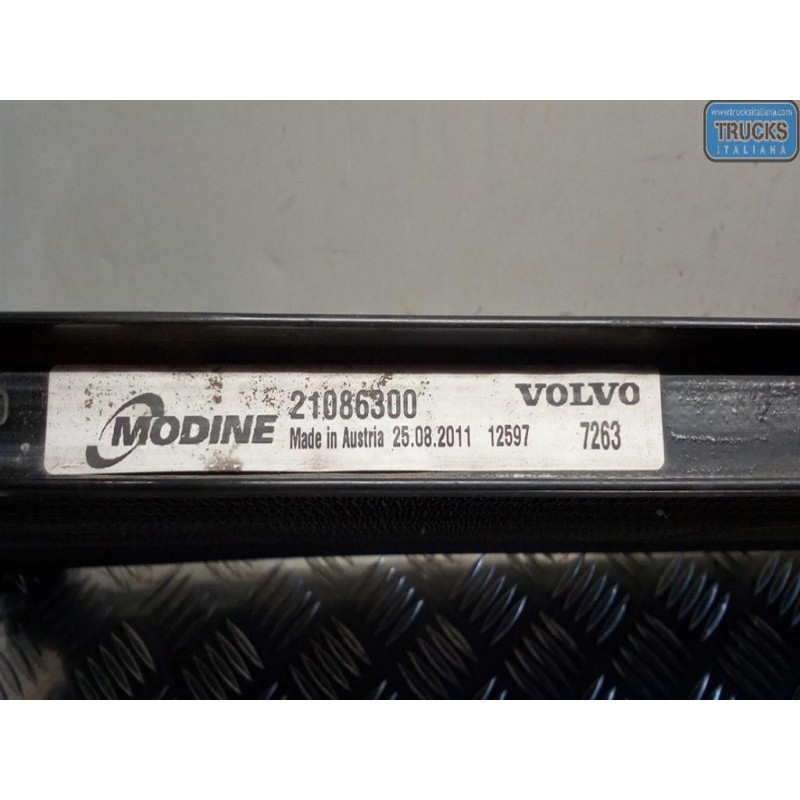 www.trucksitaliana.com
TRUCKS
ITALIANA
MODINE 21086300 VOLVO
Made in Austria 25.08.2011 12597 7263